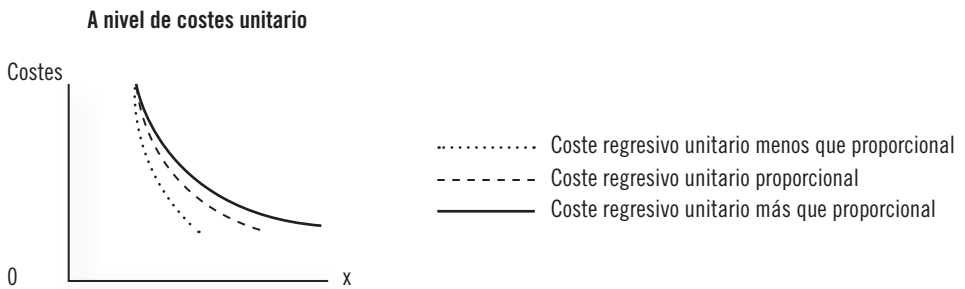 A nivel de costes unitario
Costes
Coste regresivo unitario menos que proporcional
Coste regresivo unitario proporcional
Coste regresivo unitario más que proporcional
0
x